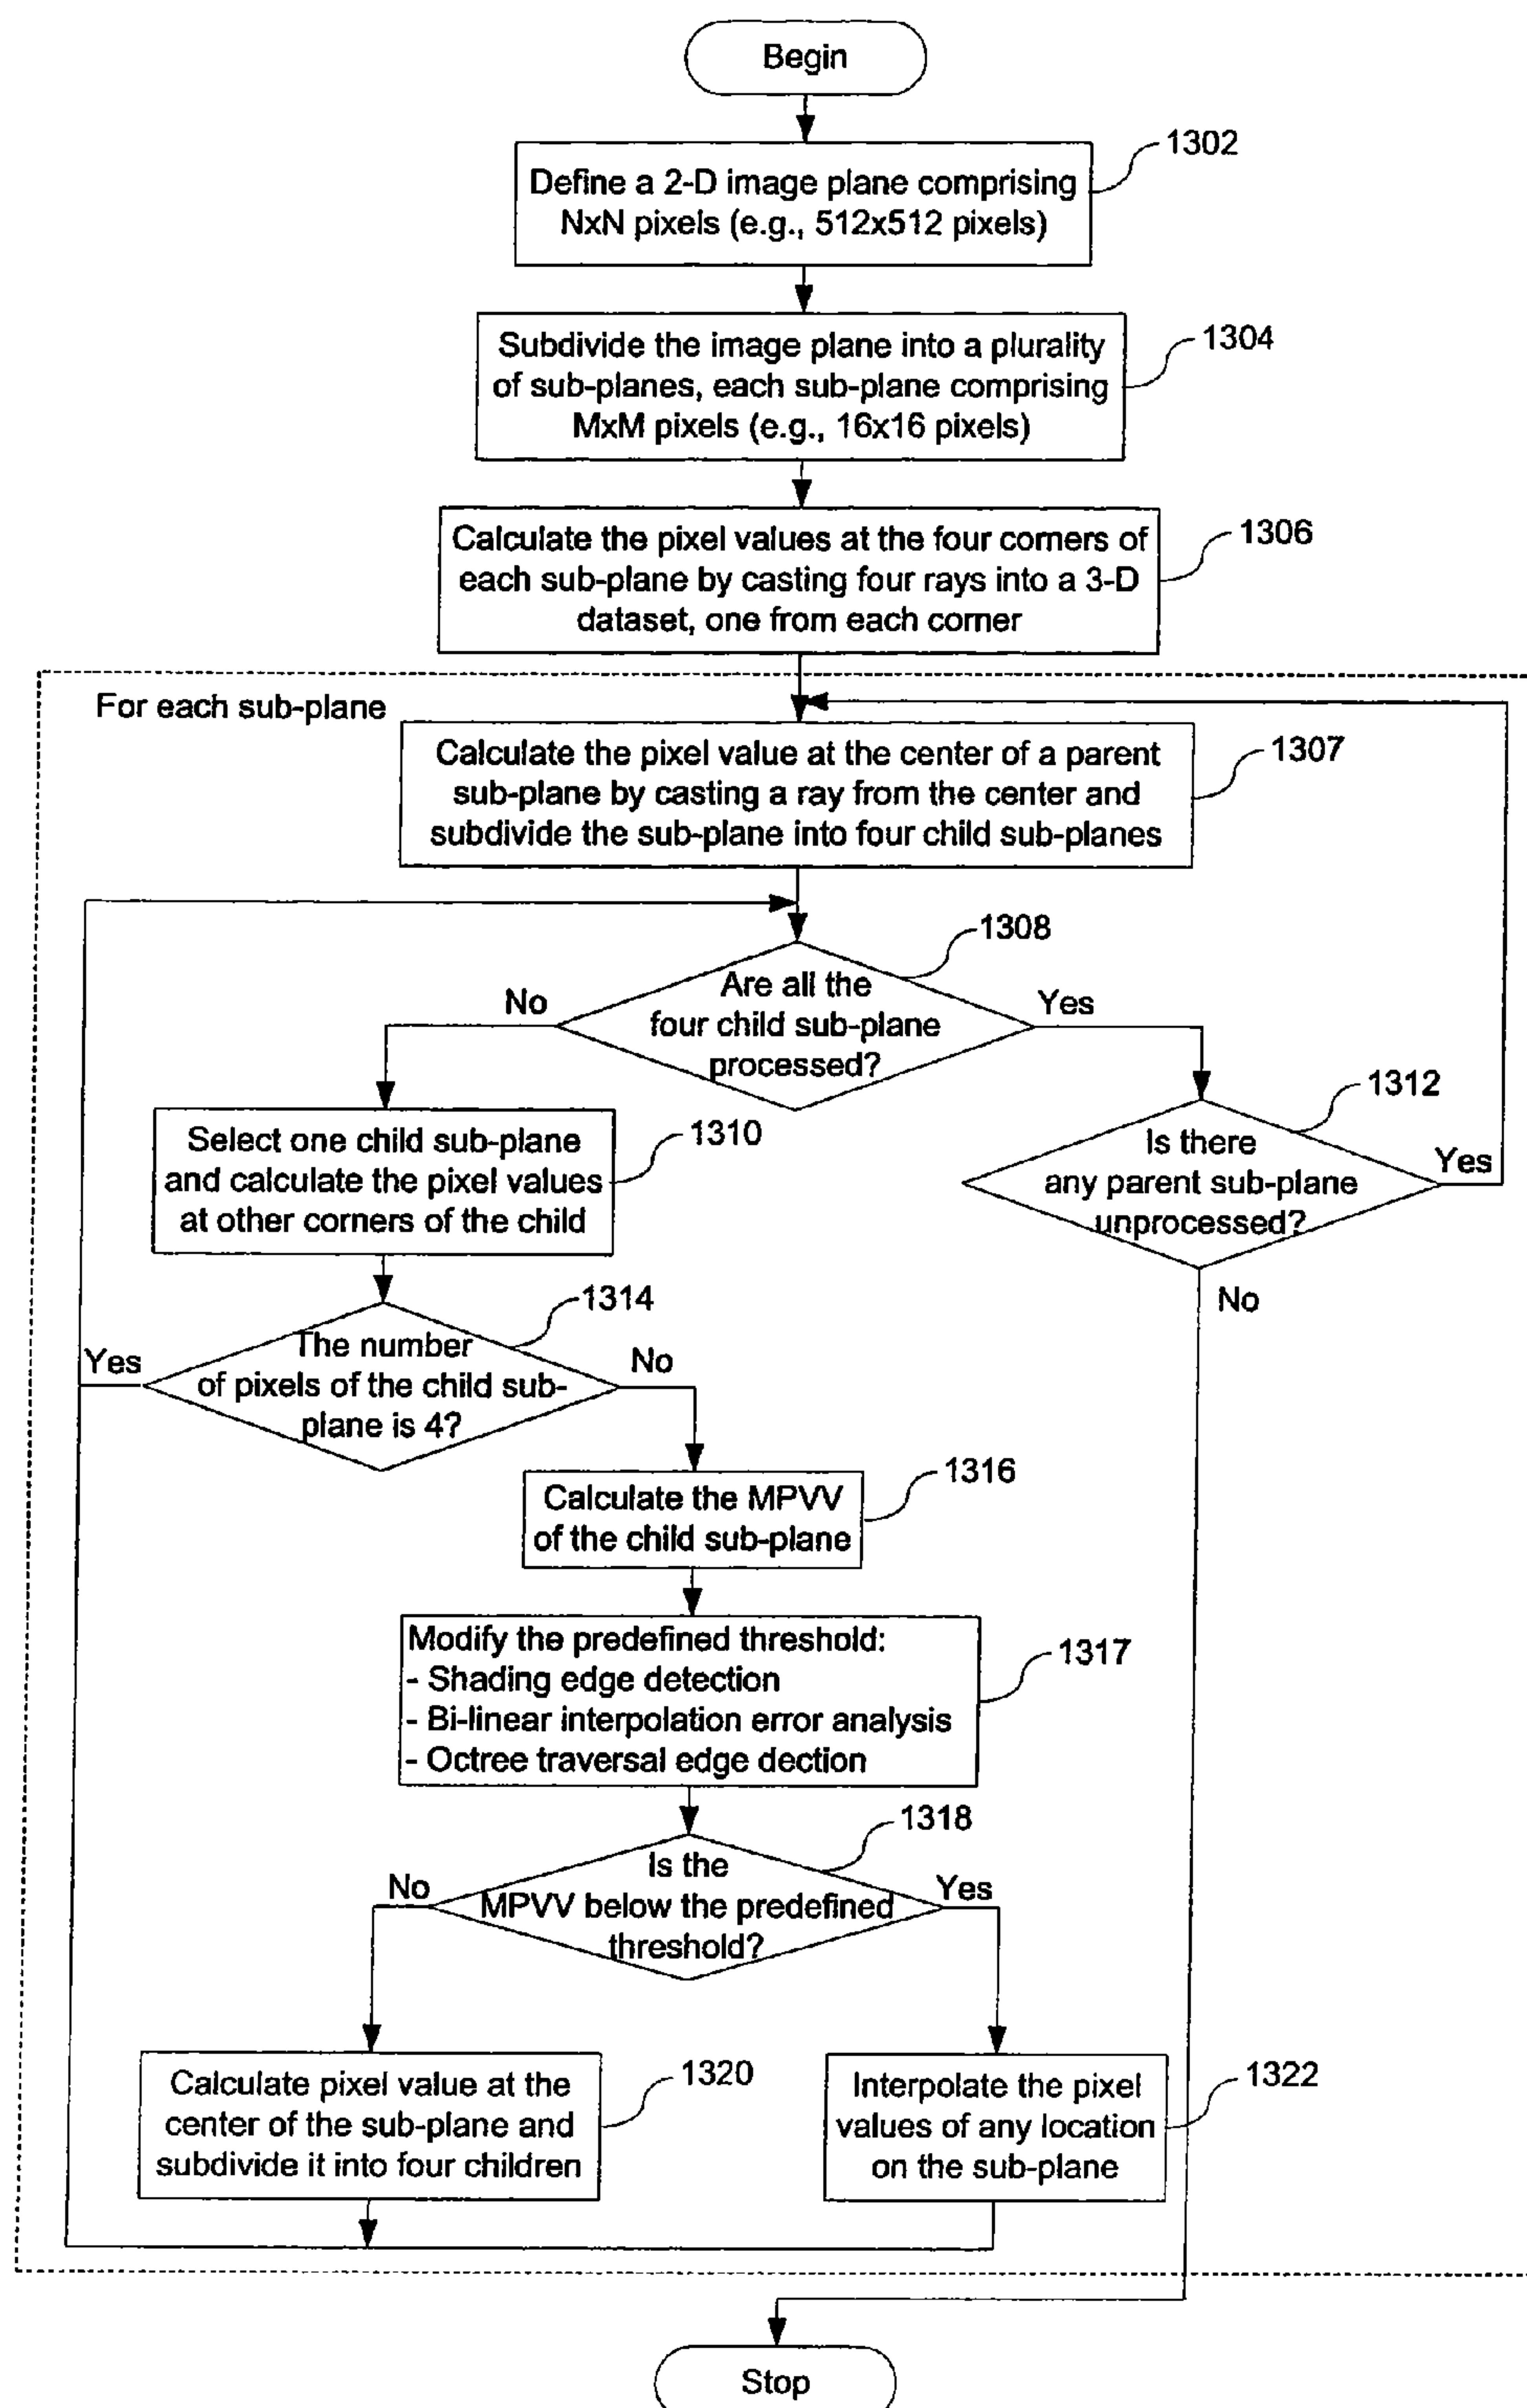 Begin
1302
Define a 2-D image plane comprising
NxN pixels (e.g., 512x512 pixels)
1304
Subdivide the image plane into a plurality
of sub-planes, each sub-plane comprising
MxM pixels (e.g., 16x16 pixels)
1306
Calculate the pixel values at the four corners of
each sub-plane by casting four rays into a 3-D
dataset, one from each corner
For each sub-plane
1307
Calculate the pixel value at the center of a parent
sub-plane by casting a ray from the center and
subdivide the sub-plane into four child sub-planes
1308
Are all the
four child sub-plane
processed?
No
Yes
1312
Is there
any parent sub-plane
unprocessed?
Yes
No
1310
Select one child sub-plane
and calculate the pixel values
at other corners of the child
1314
The number
of pixels of the child sub-
plane is 4?
Yes
No
1316
Calculate the MPVV
of the child sub-plane
1317
Modify the predefined threshold:
- Shading edge detection
- Bi-linear interpolation error analysis
- Octree traversal edge dection
1318
Is the
MPVV below the predefined
threshold?
No
Yes
1320
Calculate pixel value at the
center of the sub-plane and
subdivide it into four children
1322
Interpolate the pixel
values of any location
on the sub-plane
Stop